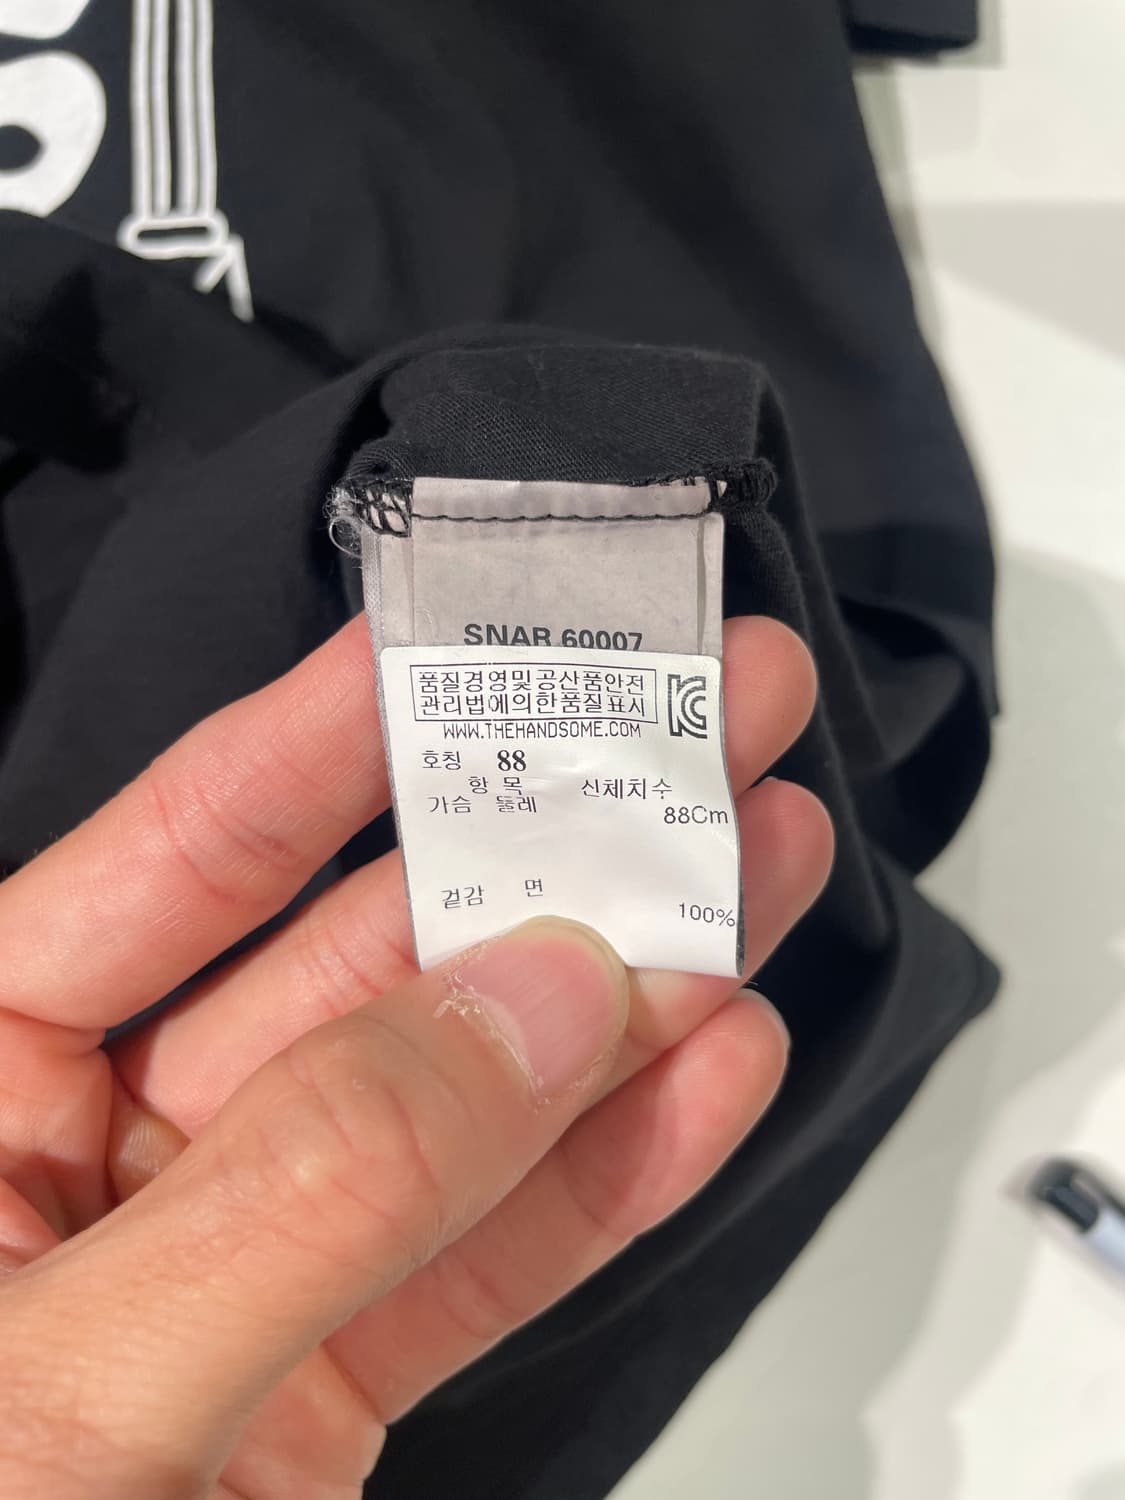 SNAR 60007
품질경영및공산품안전
관리법에의한품질표시
WWW.THEHANDSOME.COM
호칭 88
항 목 신체치수
가슴 둘레 88Cm
겉감 면 100%